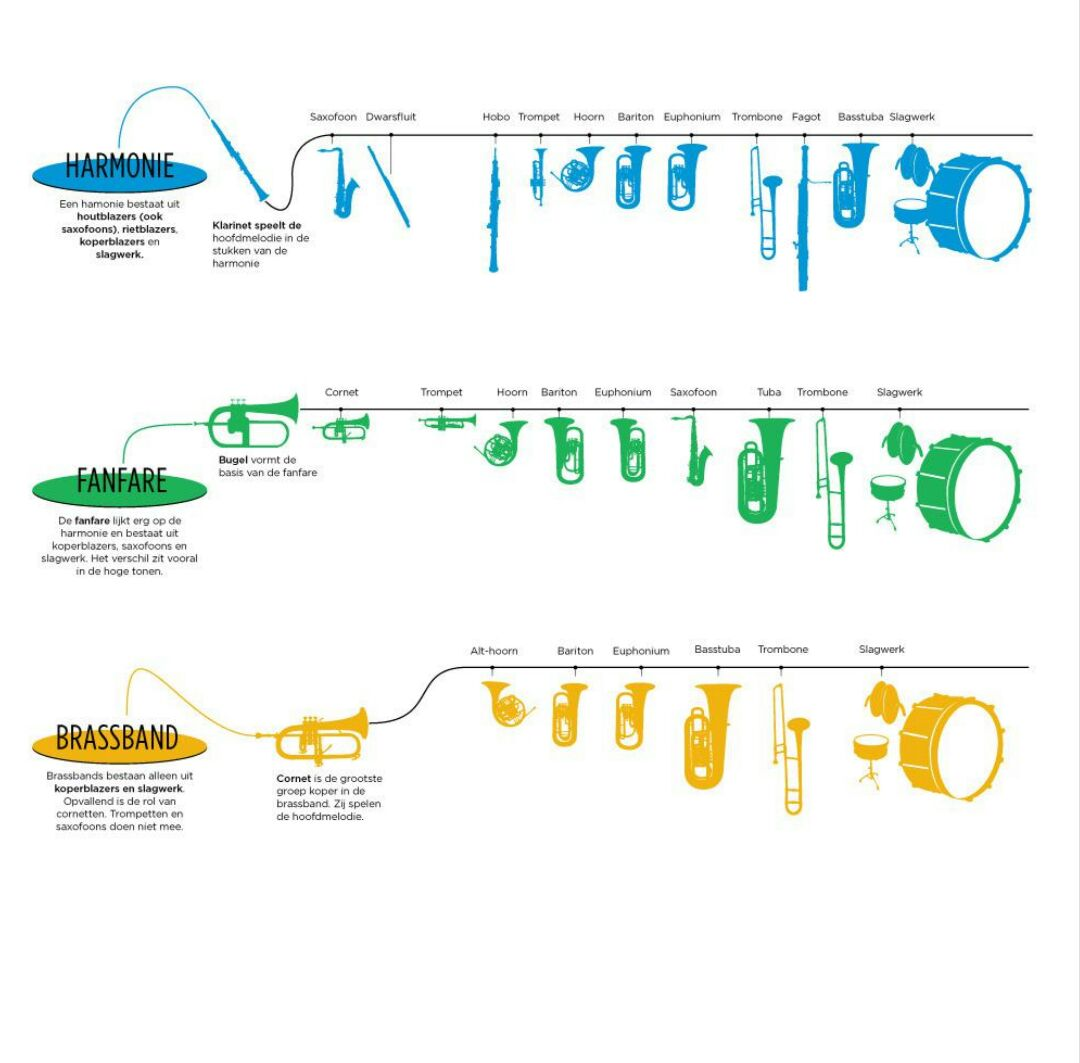 Saxofoon Dwarsfluit Hobo Trompet Hoorn Bariton Euphonium Trombone Fagot Basstuba Slagwerk
HARMONIE
Een hamonie bestaat uit
houtblazers (ook
saxofoons), rietblazers,
koperblazers en
slagwerk.
Klarinet speelt de
hoofdmelodie in de
stukken van de
harmonie
Cornet Trompet Hoorn Bariton Euphonium Saxofoon Tuba Trombone Slagwerk
Bugel vormt de
basis van de fanfare
FANFARE
De fanfare lijkt erg op de
harmonie en bestaat uit
koperblazers, saxofoons en
slagwerk. Het verschil zit vooral
in de hoge tonen.
Alt-hoorn Bariton Euphonium Basstuba Trombone Slagwerk
BRASSBAND
Brassbands bestaan alleen uit
koperblazers en slagwerk.
Opvallend is de rol van
cornetten. Trompetten en
saxofoons doen niet mee.
Cornet is de grootste
groep koper in de
brassband. Zij spelen
de hoofdmelodie.